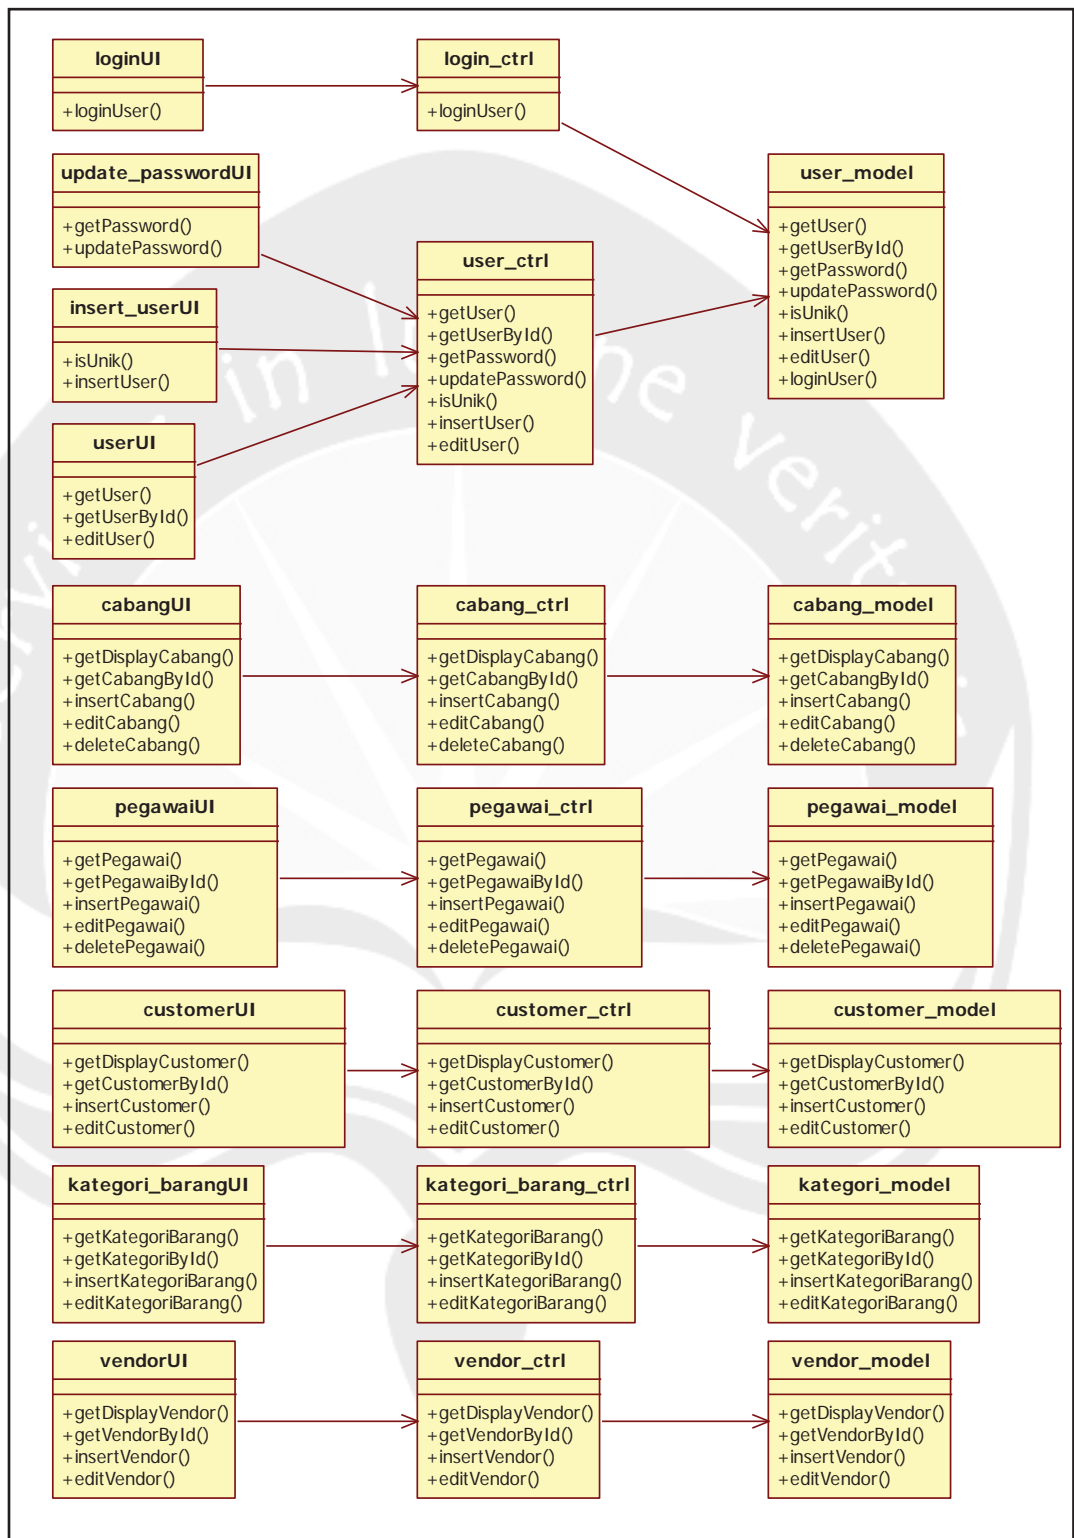 loginUI
+loginUser()
login_ctrl
+loginUser()
update_passwordUI
+getPassword()
+updatePassword()
user_model
+getUser()
+getUserById()
+getPassword()
+updatePassword()
+isUnik()
+insertUser()
+editUser()
+loginUser()
insert_userUI
+isUnik()
+insertUser()
user_ctrl
+getUser()
+getUserById()
+getPassword()
+updatePassword()
+isUnik()
+insertUser()
+editUser()
userUI
+getUser()
+getUserById()
+editUser()
cabangUI
+getDisplayCabang()
+getCabangById()
+insertCabang()
+editCabang()
+deleteCabang()
cabang_ctrl
+getDisplayCabang()
+getCabangById()
+insertCabang()
+editCabang()
+deleteCabang()
cabang_model
+getDisplayCabang()
+getCabangById()
+insertCabang()
+editCabang()
+deleteCabang()
pegawaiUI
+getPegawai()
+getPegawaiById()
+insertPegawai()
+editPegawai()
+deletePegawai()
pegawai_ctrl
+getPegawai()
+getPegawaiById()
+insertPegawai()
+editPegawai()
+deletePegawai()
pegawai_model
+getPegawai()
+getPegawaiById()
+insertPegawai()
+editPegawai()
+deletePegawai()
customerUI
+getDisplayCustomer()
+getCustomerById()
+insertCustomer()
+editCustomer()
customer_ctrl
+getDisplayCustomer()
+getCustomerById()
+insertCustomer()
+editCustomer()
customer_model
+getDisplayCustomer()
+getCustomerById()
+insertCustomer()
+editCustomer()
kategori_barangUI
+getKategoriBarang()
+getKategoriById()
+insertKategoriBarang()
+editKategoriBarang()
kategori_barang_ctrl
+getKategoriBarang()
+getKategoriById()
+insertKategoriBarang()
+editKategoriBarang()
kategori_model
+getKategoriBarang()
+getKategoriById()
+insertKategoriBarang()
+editKategoriBarang()
vendorUI
+getDisplayVendor()
+getVendorById()
+insertVendor()
+editVendor()
vendor_ctrl
+getDisplayVendor()
+getVendorById()
+insertVendor()
+editVendor()
vendor_model
+getDisplayVendor()
+getVendorById()
+insertVendor()
+editVendor()
in